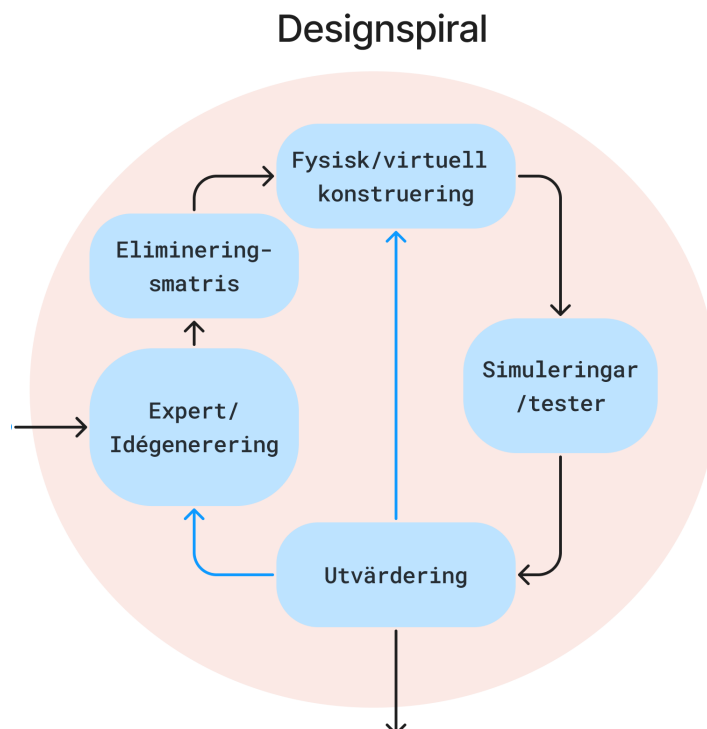 Designspiral
Fysisk/virtuell
konstruering
Eliminering-
smatris
Expert/
Idégenerering
Simuleringar
/tester
Utvärdering